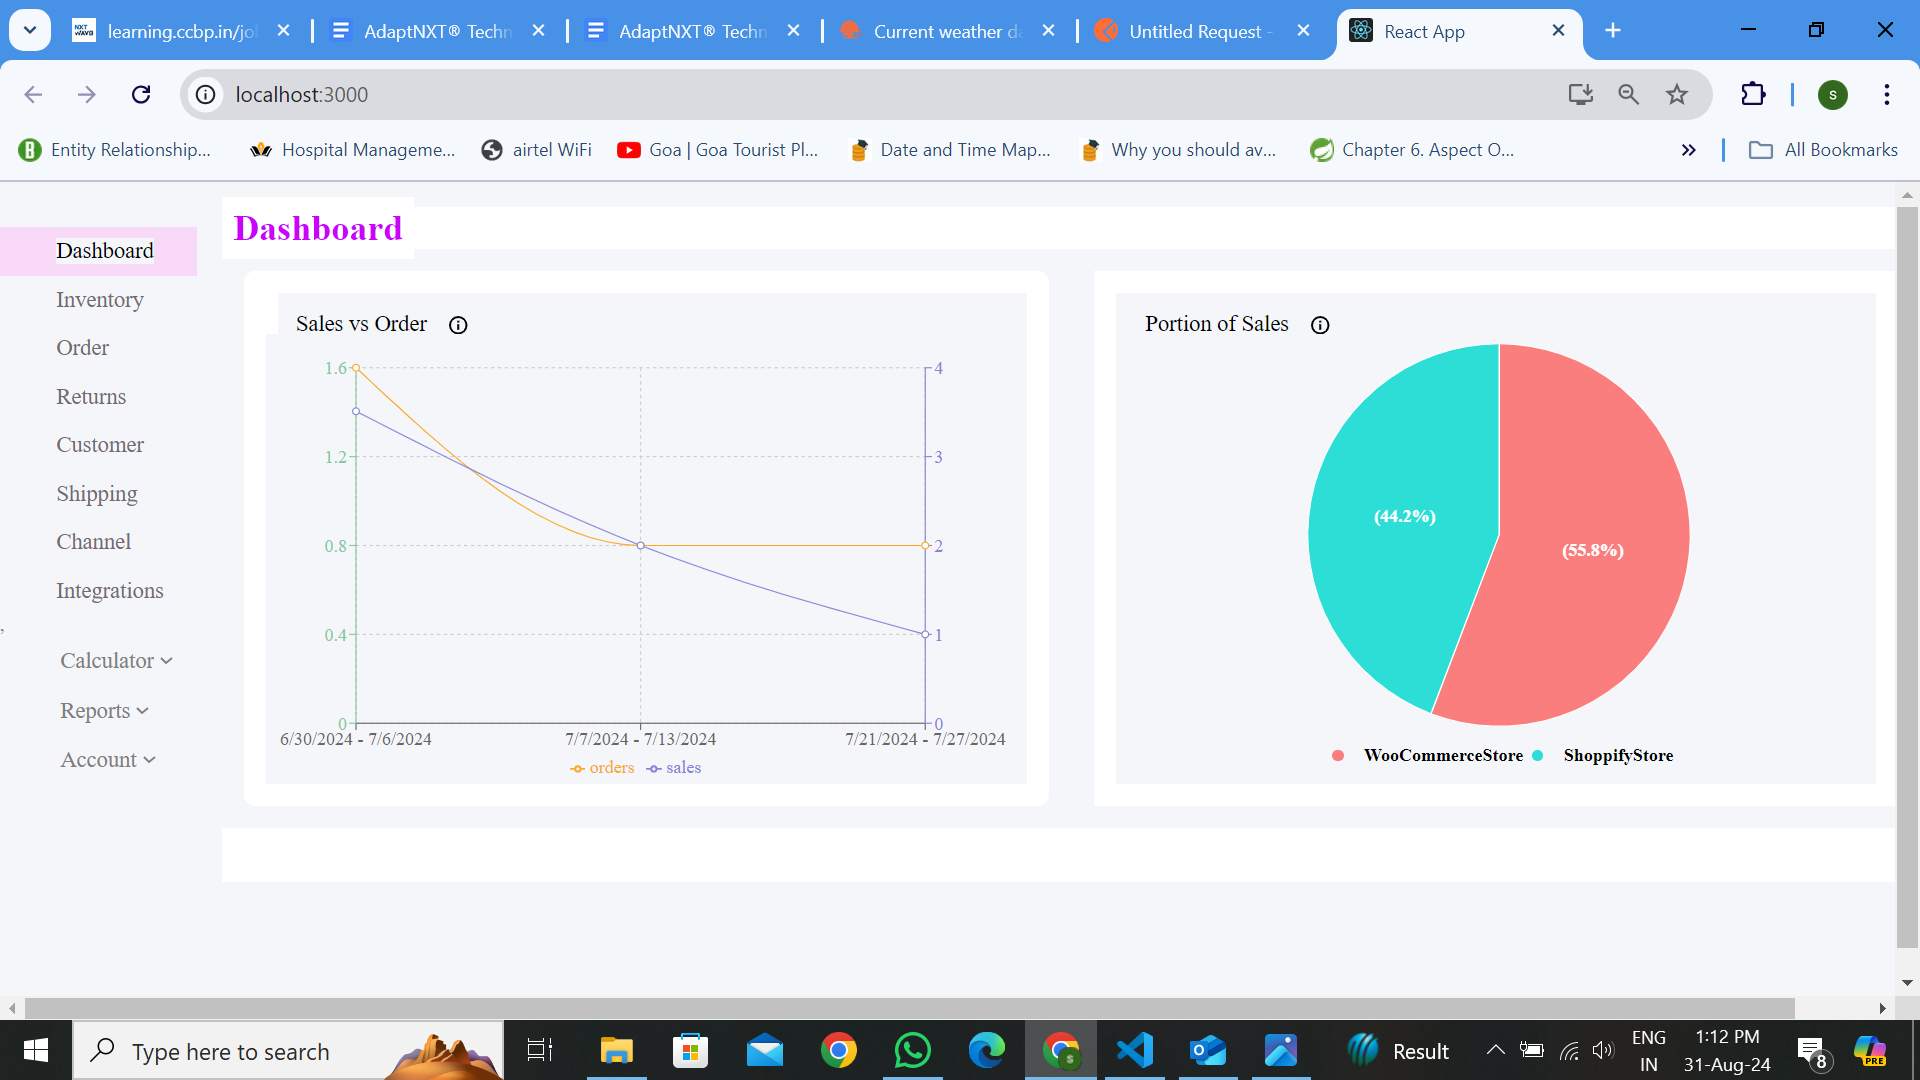 learning.ccbp.in/jo
AdaptNXT® Techn
AdaptNXT® Techn
Current weather da
Untitled Request -
React App
localhost:3000
s
Entity Relationship...
Hospital Manageme...
airtel WiFi
Goa | Goa Tourist Pl...
Date and Time Map...
Why you should av...
Chapter 6. Aspect O...
»
All Bookmarks
Dashboard
Inventory
Order
Returns
Customer
Shipping
Channel
Integrations
,
Calculator
Reports
Account
Dashboard
Sales vs Order
1.6
1.2
0.8
0.4
0
4
3
2
1
0
6/30/2024 - 7/6/2024
7/7/2024 - 7/13/2024
7/21/2024 - 7/27/2024
orders sales
Portion of Sales
(44.2%)
(55.8%)
WooCommerceStore ShoppifyStore
Type here to search
Result
ENG
IN
1:12 PM
31-Aug-24
8
PRE